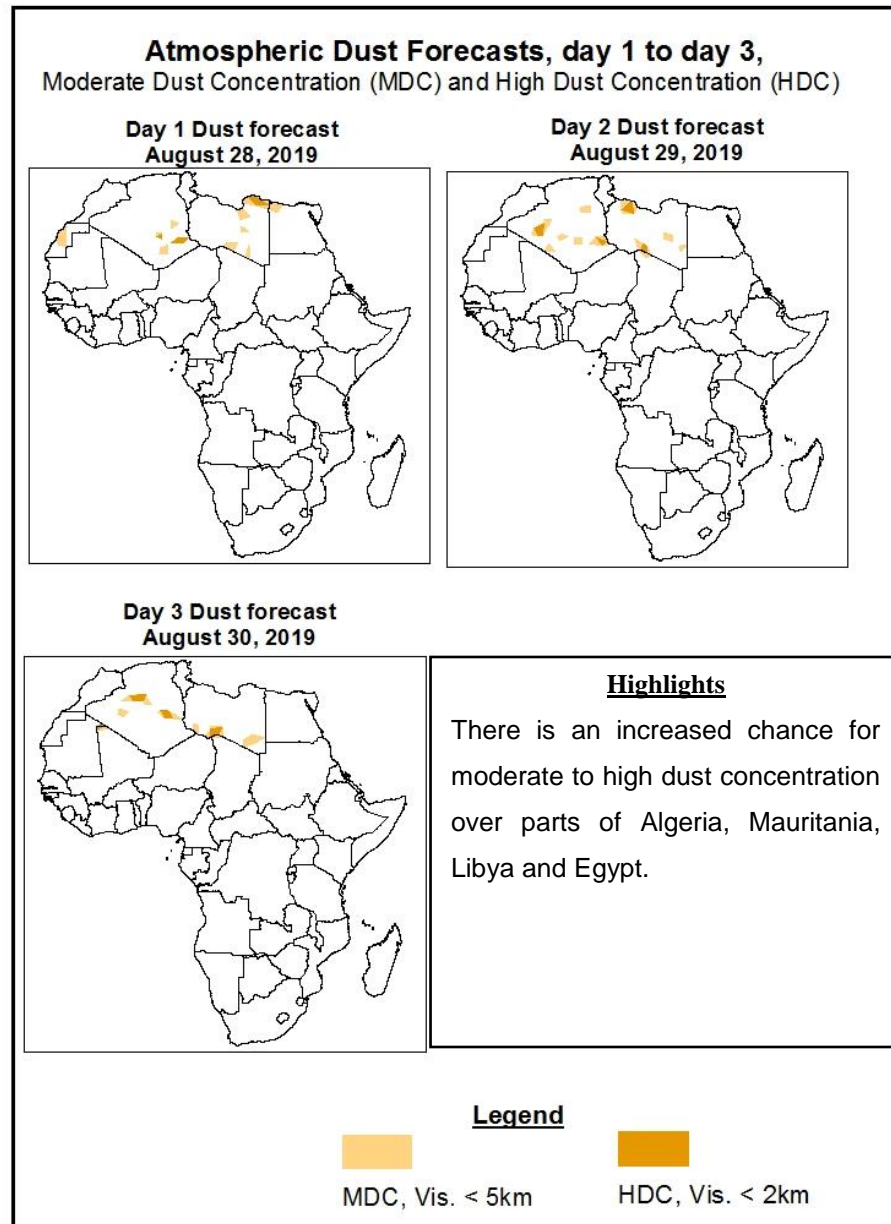 Atmospheric Dust Forecasts, day 1 to day 3,
Moderate Dust Concentration (MDC) and High Dust Concentration (HDC)
Day 1 Dust forecast
August 28, 2019
Day 2 Dust forecast
August 29, 2019
Day 3 Dust forecast
August 30, 2019
Highlights
There is an increased chance for
moderate to high dust concentration
over parts of Algeria, Mauritania,
Libya and Egypt.
Legend
MDC, Vis. < 5km
HDC, Vis. < 2km